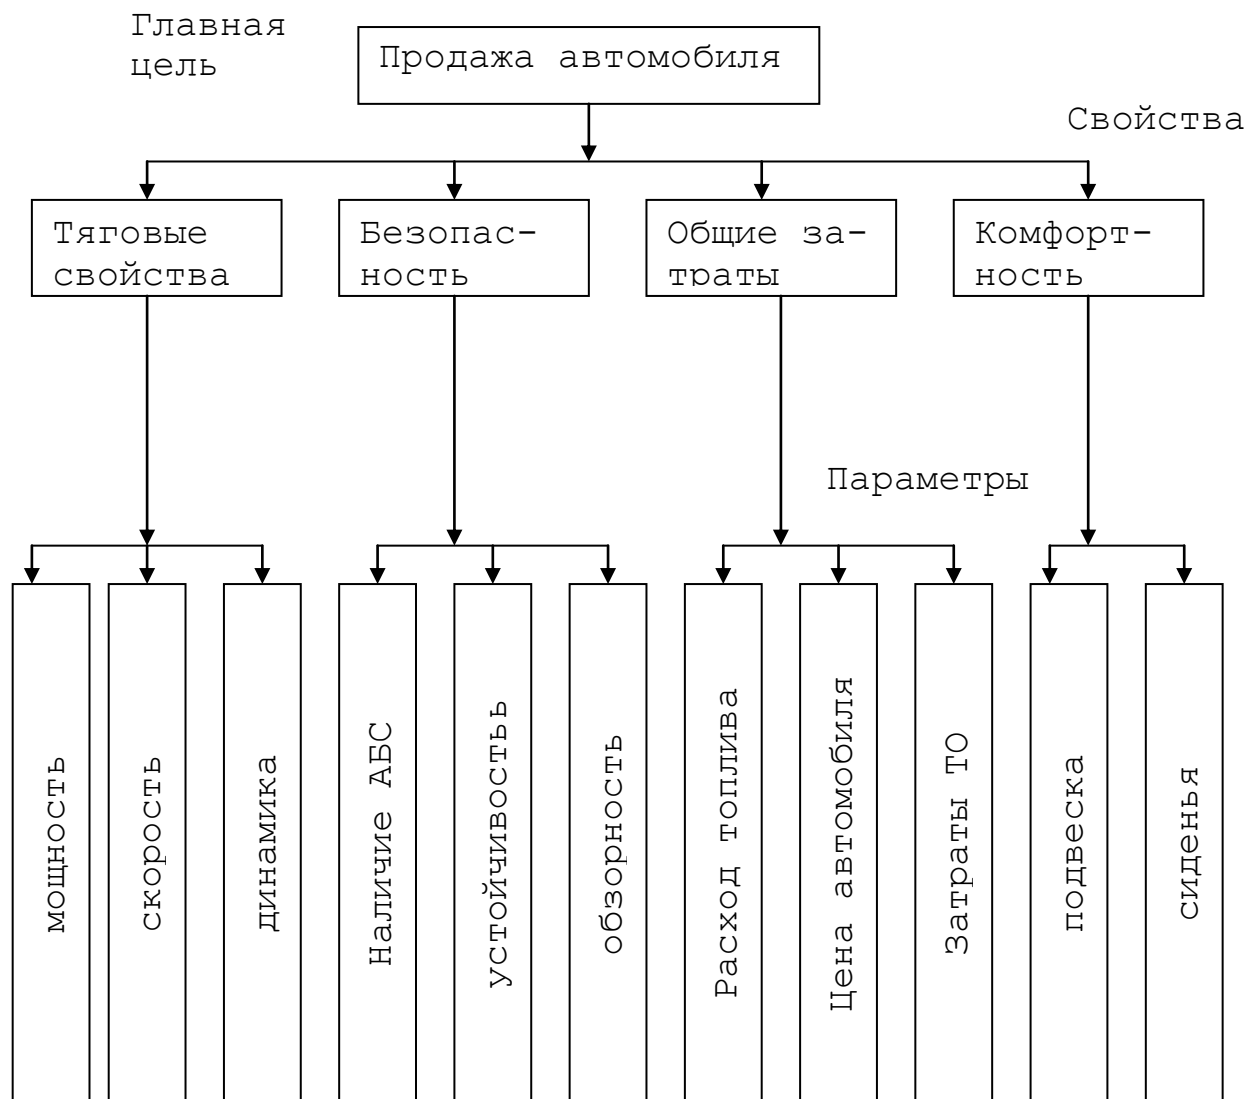 Главная
цель
Продажа автомобиля
Свойства
Тяговые
свойства
Безопас-
ность
Общие за-
траты
Комфорт-
ность
Параметры
мощность
скорость
динамика
Наличие АБС
устойчивостьь
обзорность
Расход топлива
Цена автомобиля
Затраты ТО
подвеска
сиденья